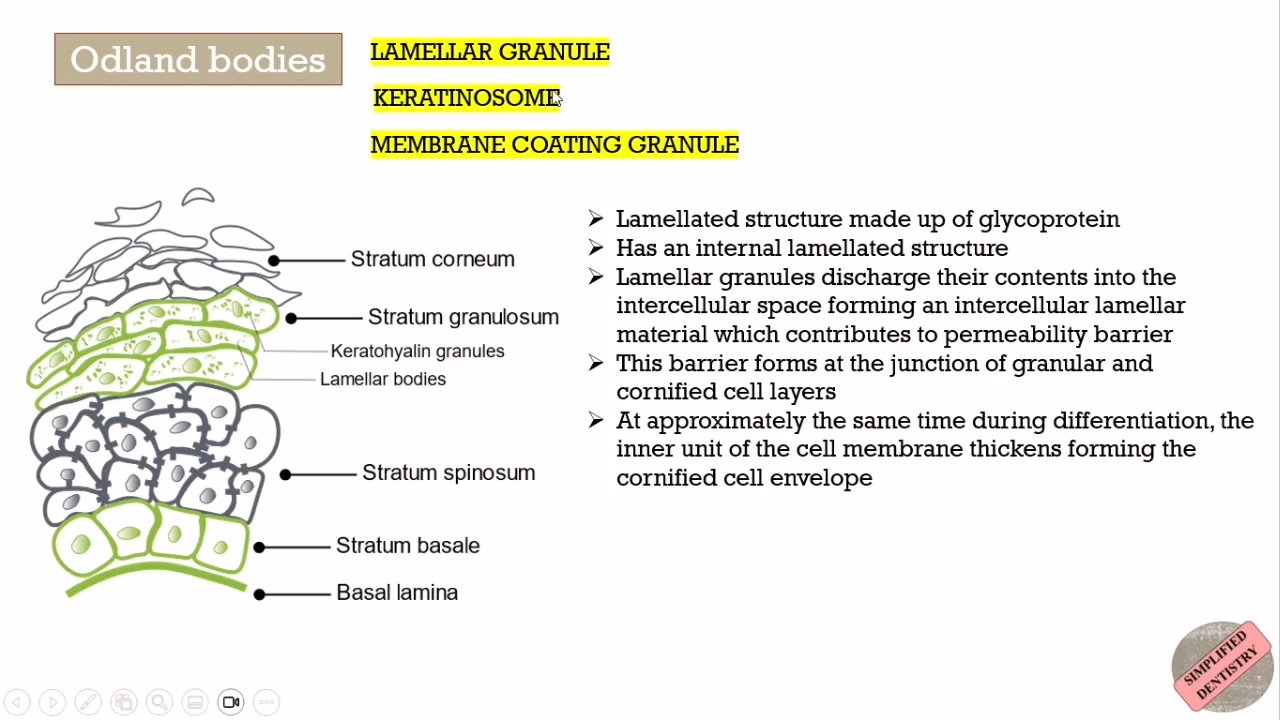 Odland bodies
LAMELLAR GRANULE
KERATINOSOME
MEMBRANE COATING GRANULE
Stratum corneum
Stratum granulosum
Keratohyalin granules
Lamellar bodies
Stratum spinosum
Stratum basale
Basal lamina
➢ Lamellated structure made up of glycoprotein
➢ Has an internal lamellated structure
➢ Lamellar granules discharge their contents into the
intercellular space forming an intercellular lamellar
material which contributes to permeability barrier
➢ This barrier forms at the junction of granular and
cornified cell layers
➢ At approximately the same time during differentiation, the
inner unit of the cell membrane thickens forming the
cornified cell envelope
SIMPLIFIED
DENTISTRY